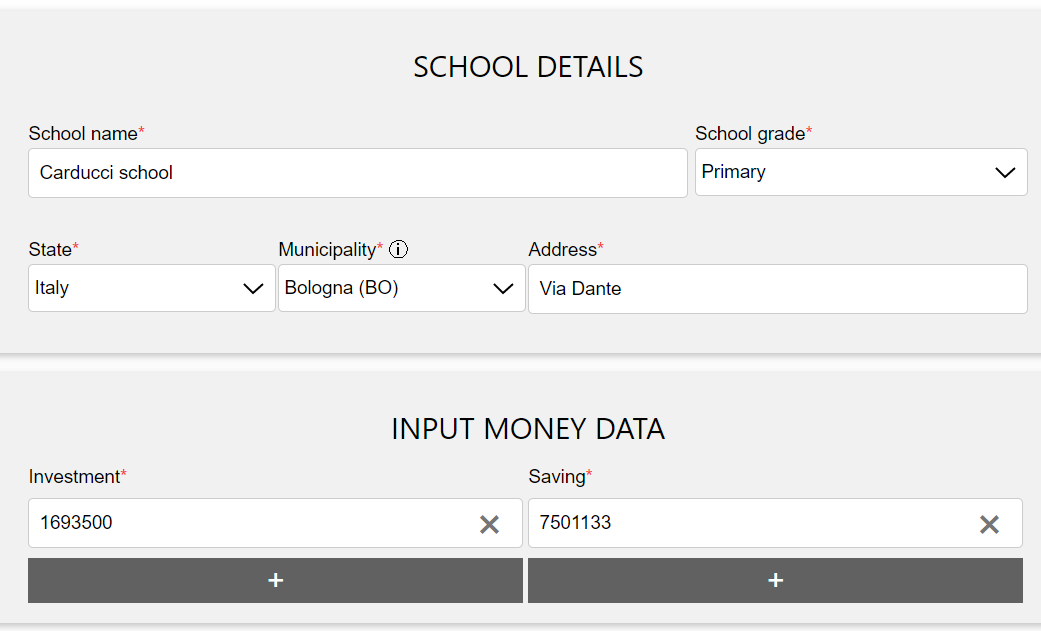 SCHOOL DETAILS
School name* School grade*
Carducci school Primary
State* Municipality* Address*
Italy Bologna (BO) Via Dante
INPUT MONEY DATA
Investment* Saving*
1693500 7501133
+ +